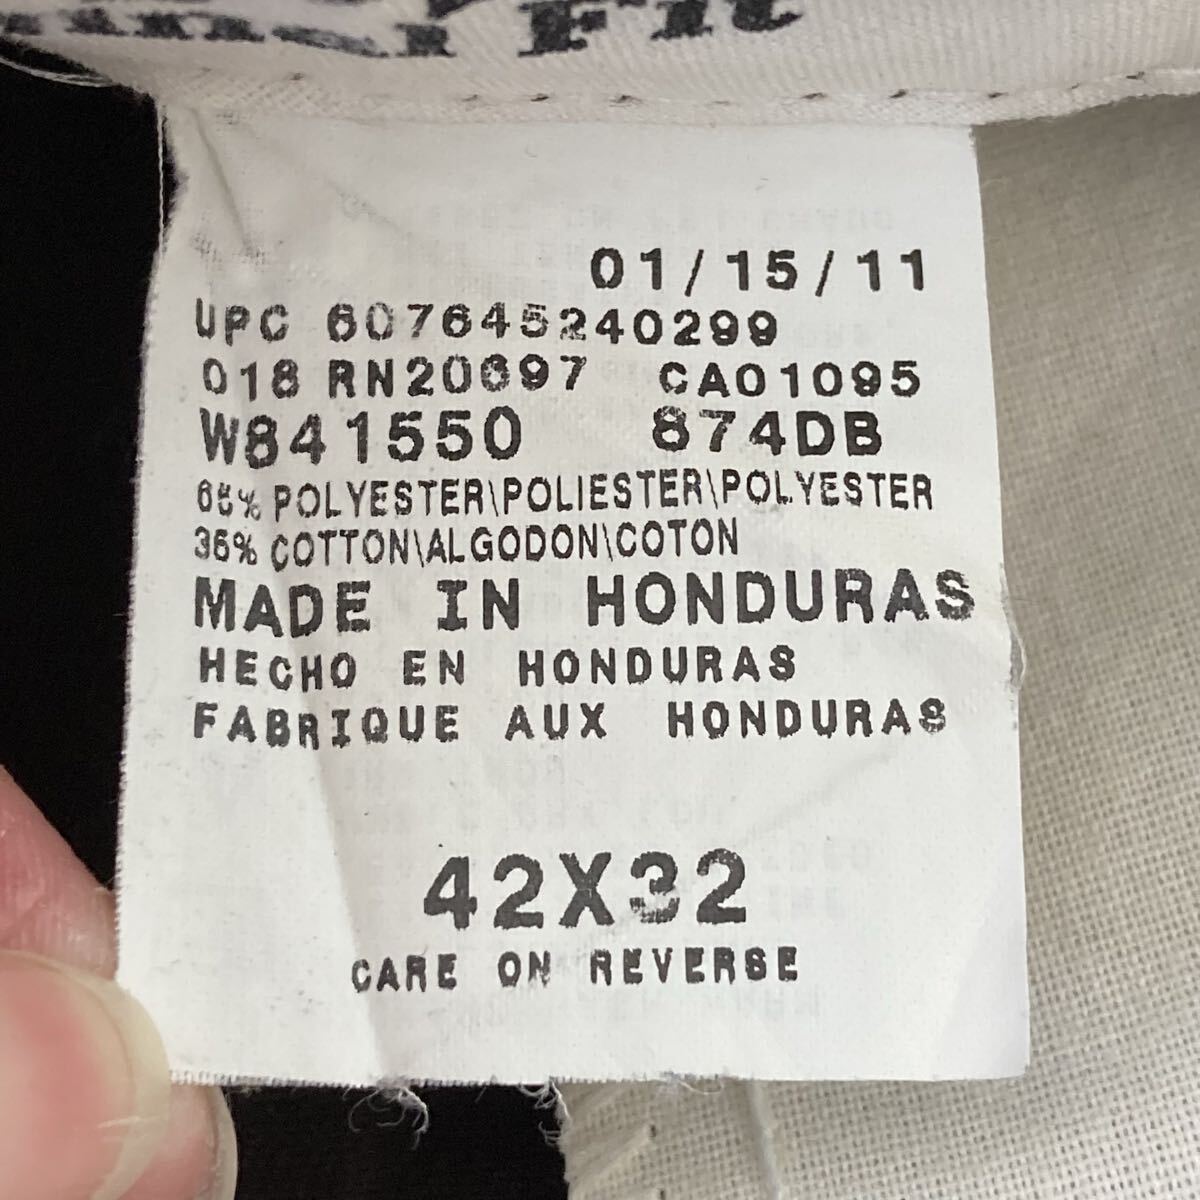 Fit
01/15/11
UPC 607645240299
018 RN20697 CA01095
W841550 874DB
65% POLYESTER\POLIESTER\POLYESTER
35% COTTON\ALGODON\COTON
MADE IN HONDURAS
HECHO EN HONDURAS
FABRIQUE AUX HONDURAS
42X32
CARE ON REVERSE